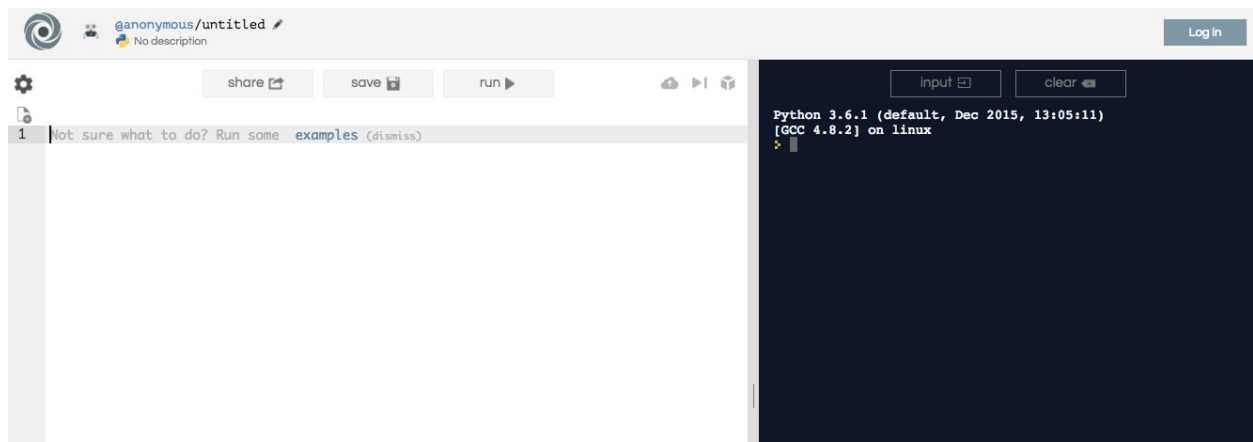 @anonymous/untitled
No description
Log in
share
save
run
input
clear
1 Not sure what to do? Run some examples (dismiss)
Python 3.6.1 (default, Dec 2015, 13:05:11)
[GCC 4.8.2] on linux
>